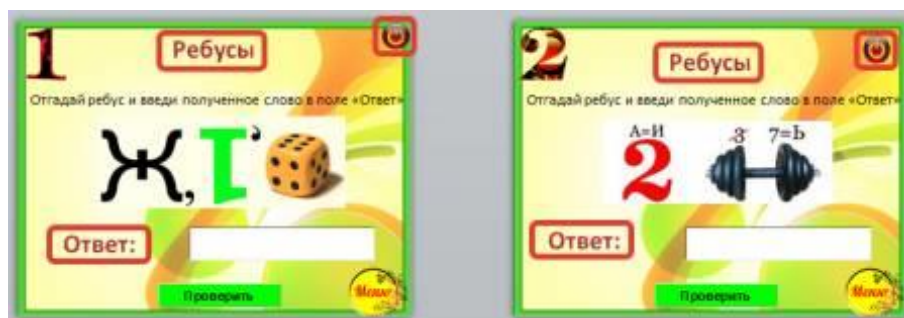 1
Ребусы
Отгадай ребус и введи полученное слово в поле «Ответ»
Ж, 1 ,
Ответ:
Проверить
Меню
2
Ребусы
Отгадай ребус и введи полученное слово в поле «Ответ»
А=И 3 7=Ь
2
Ответ:
Проверить
Меню